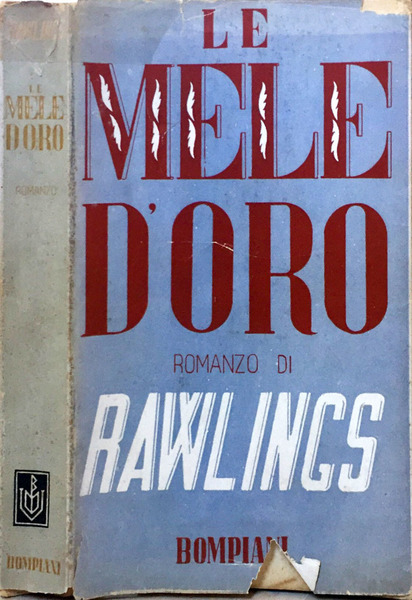 LE
MELE
D'ORO
ROMANZO DI
RAWLINGS
BOMPIANI
LE
MELE
D'ORO
ROMANZO
BOMPIANI